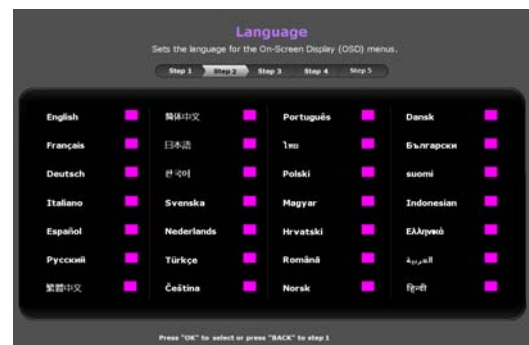 Language
Sets the language for the On-Screen Display (OSD) menus.
Step 1 Step 2 Step 3 Step 4 Step 5
English 簡体中文 Português Dansk
Français 日本語 ไทย Български
Deutsch 한국어 Polski suomi
Italiano Svenska Magyar Indonesian
Español Nederlands Hrvatski Ελληνικά
Русский Türkçe Română العربية
繁體中文 Čeština Norsk हिन्दी
Press "OK" to select or press "BACK" to step 1